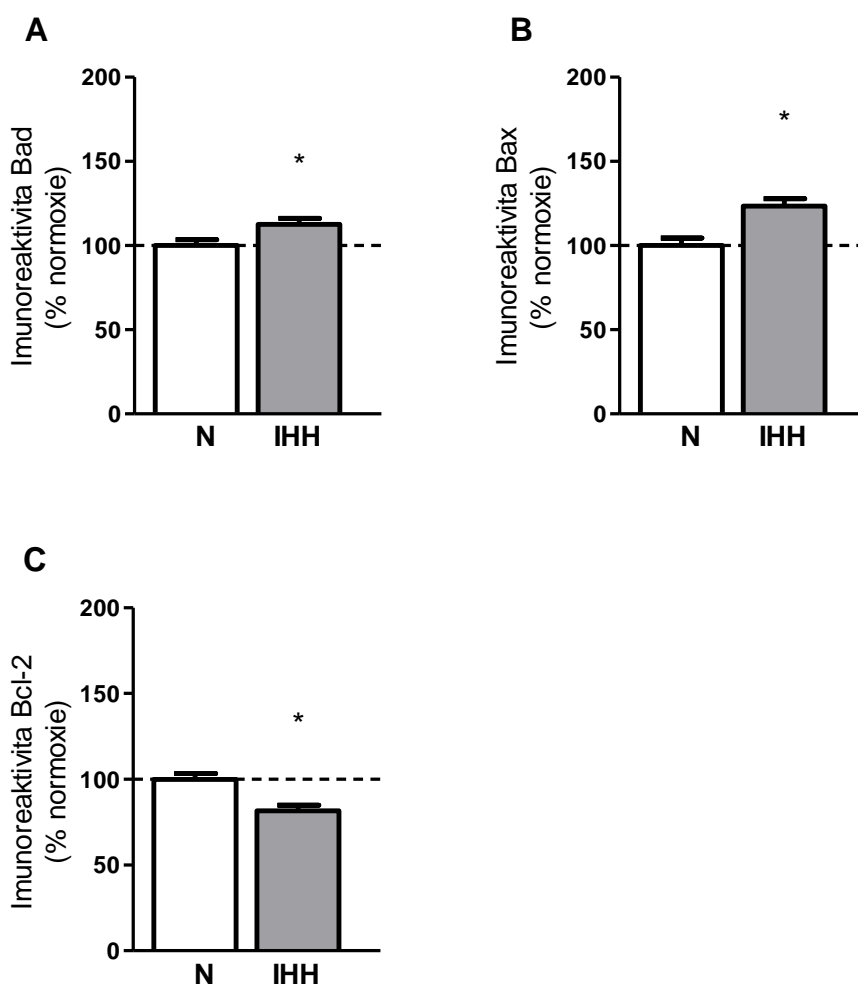 A
Imunoreaktivita Bad
(% normoxie)
200
150
100
50
0
*
N IHH
B
Imunoreaktivita Bax
(% normoxie)
200
150
100
50
0
*
N IHH
C
Imunoreaktivita Bcl-2
(% normoxie)
200
150
100
50
0
*
N IHH